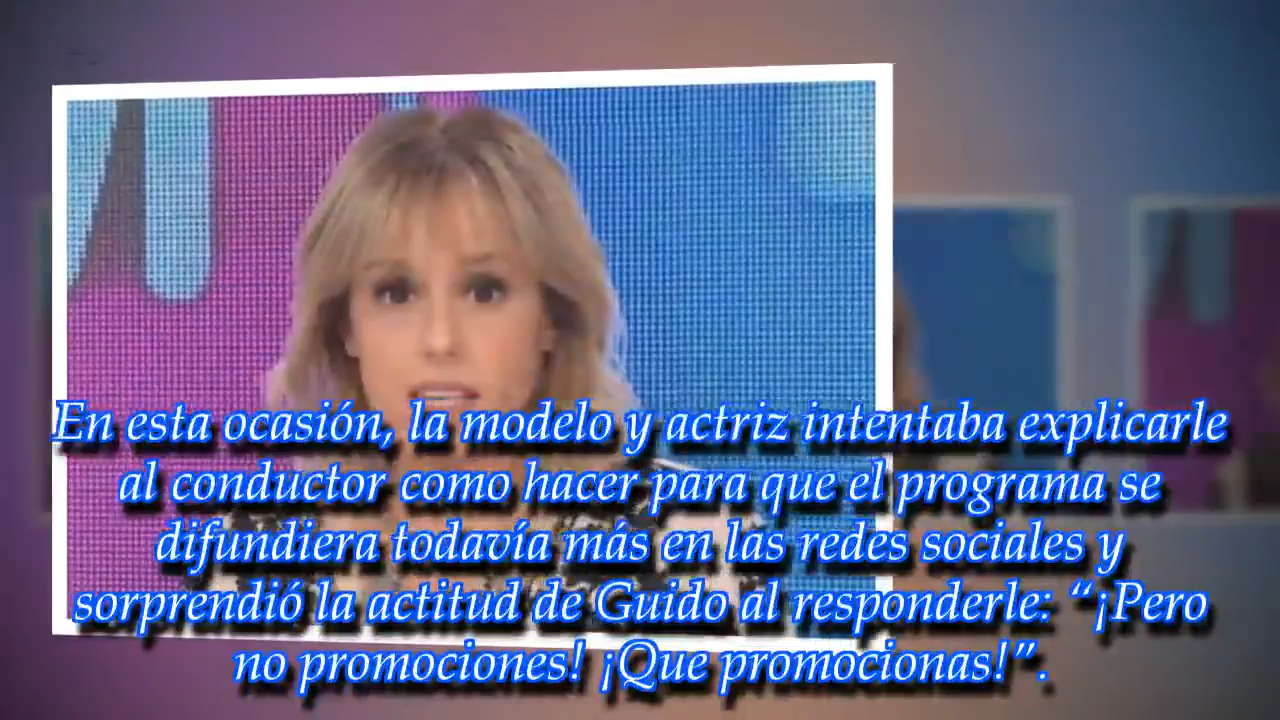 En esta ocasión, la modelo y actriz intentaba explicarle
al conductor como hacer para que el programa se
difundiera todavía más en las redes sociales y
sorprendió la actitud de Guido al responderle: “¡Pero
no promociones! ¡Que promocionas!”.